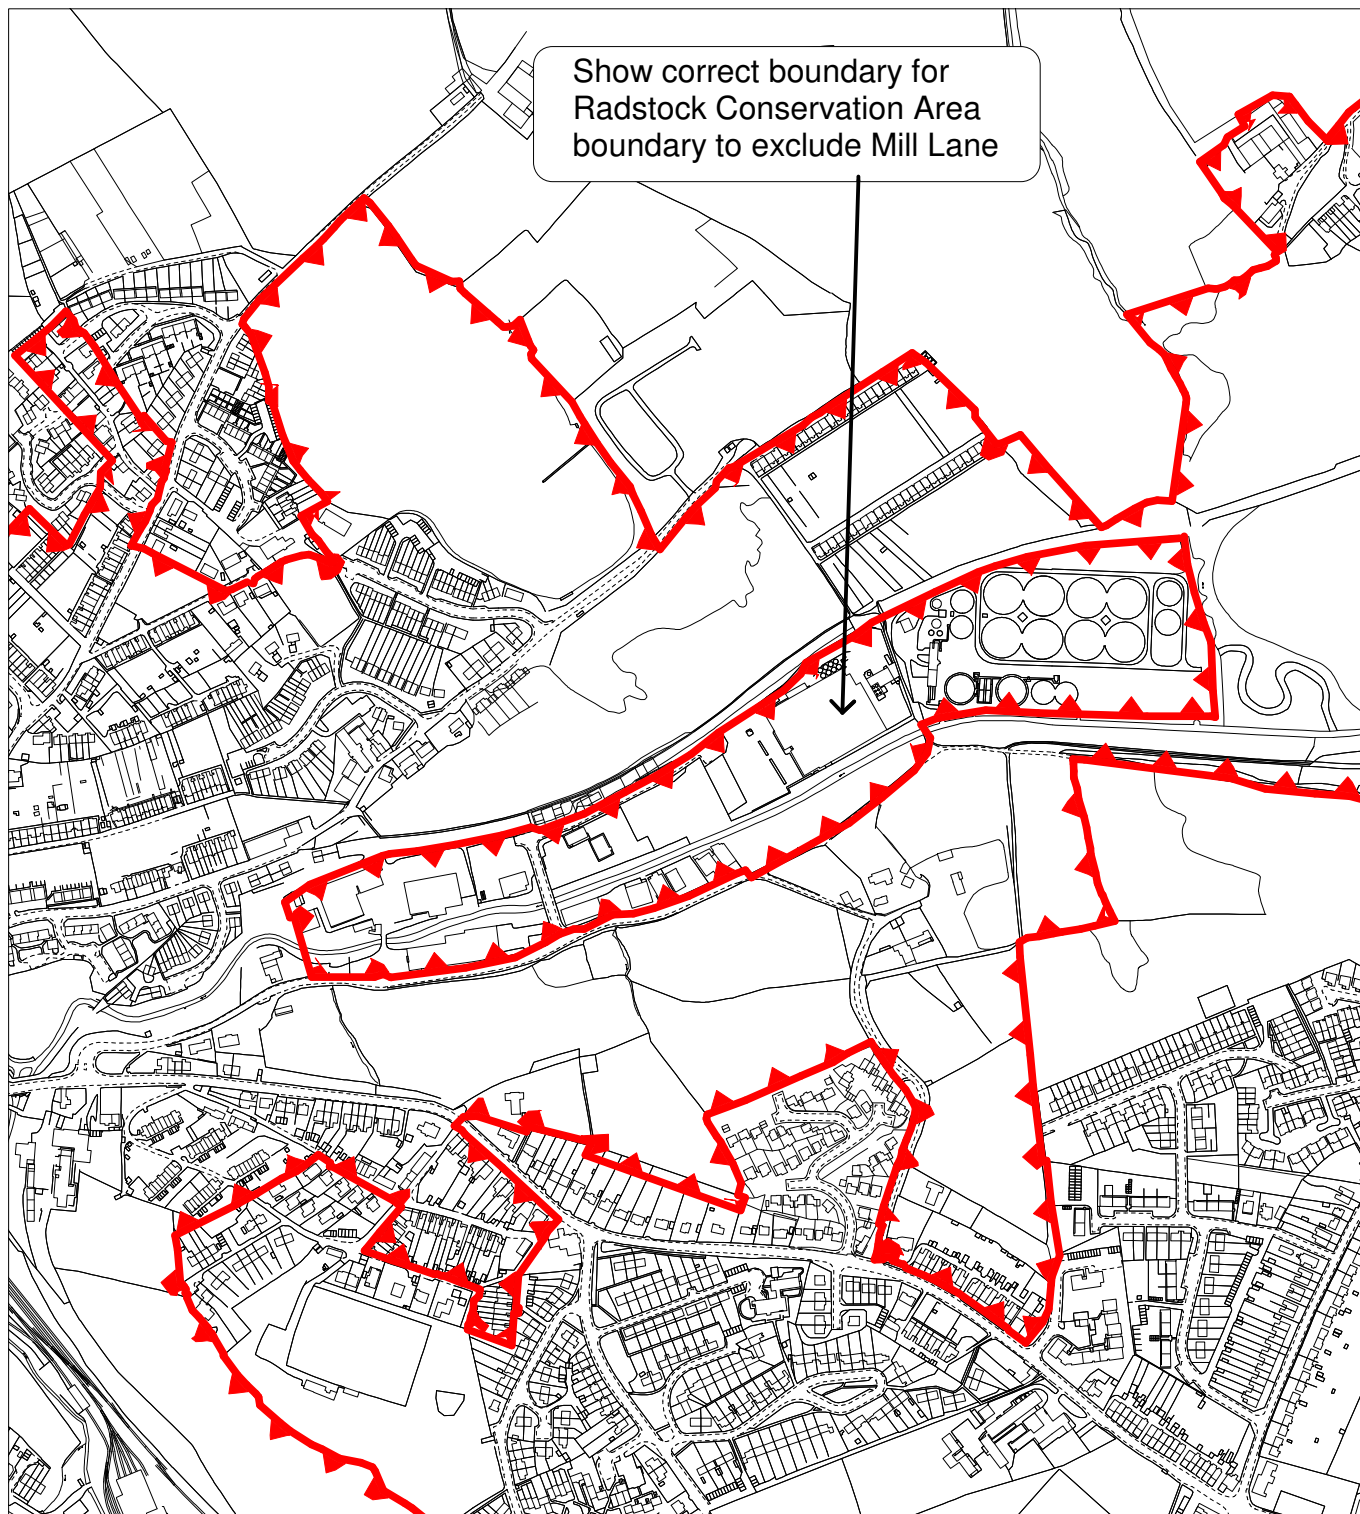 Show correct boundary for
Radstock Conservation Area
boundary to exclude Mill Lane